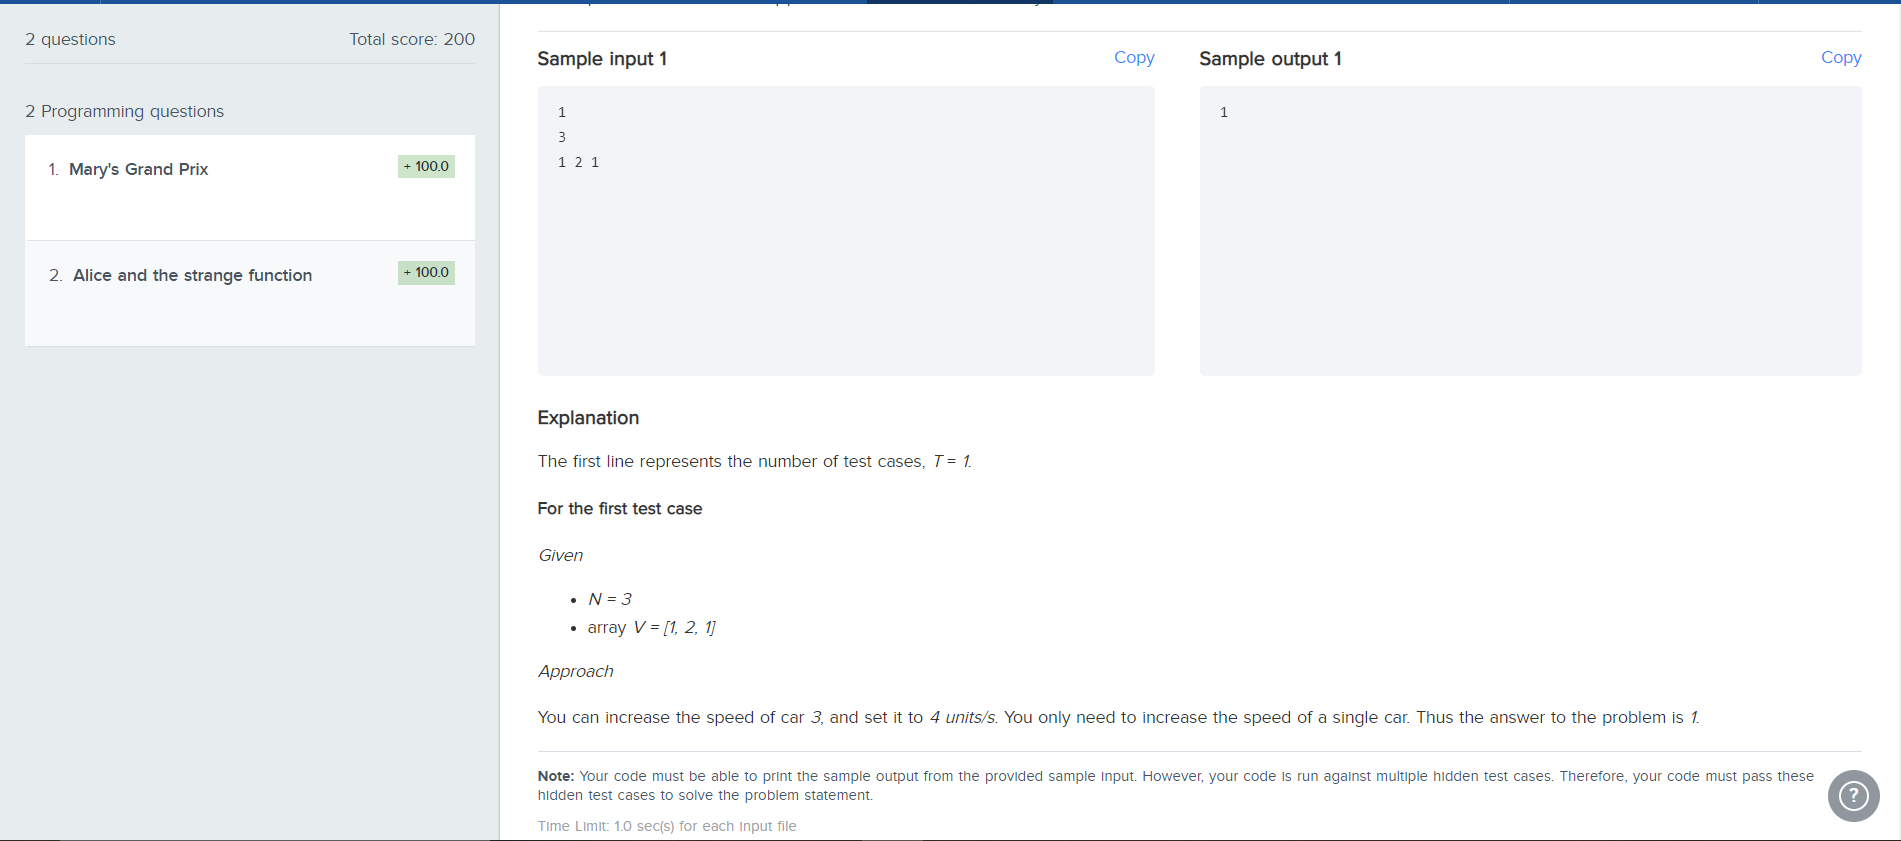 2 questions
Total score: 200
2 Programming questions
1. Mary's Grand Prix
+ 100.0
2. Alice and the strange function
+ 100.0
Sample input 1
Copy
1
3
1 2 1
Sample output 1
Copy
1
Explanation
The first line represents the number of test cases, T = 1.
For the first test case
Given
• N = 3
• array V = [1, 2, 1]
Approach
You can increase the speed of car 3, and set it to 4 units/s. You only need to increase the speed of a single car. Thus the answer to the problem is 1.
Note: Your code must be able to print the sample output from the provided sample input. However, your code is run against multiple hidden test cases. Therefore, your code must pass these
hidden test cases to solve the problem statement.
Time Limit: 1.0 sec(s) for each input file
?